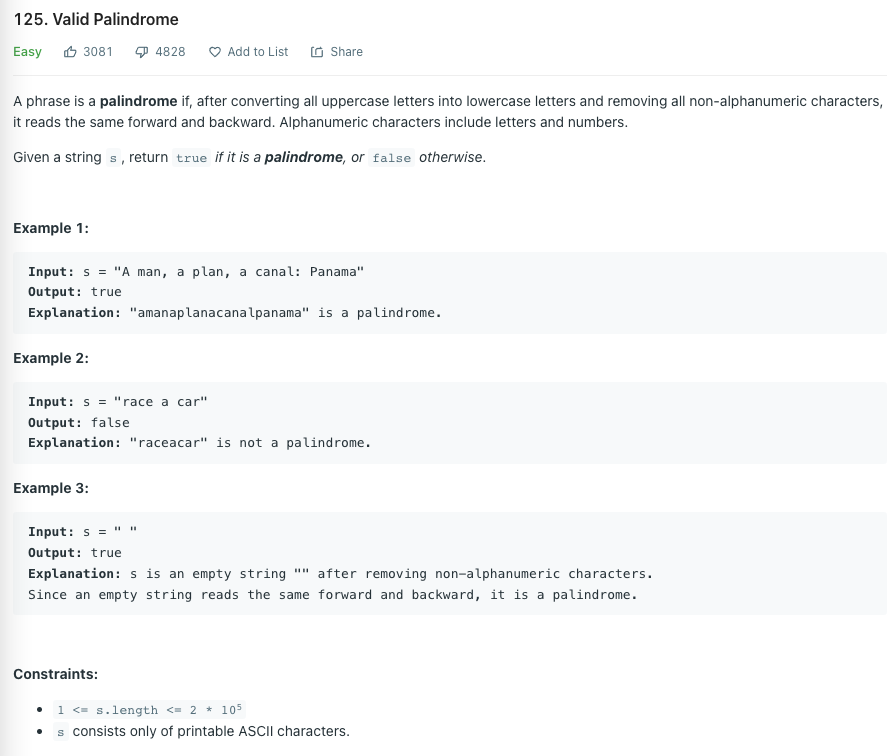 125. Valid Palindrome
Easy 3081 4828 Add to List Share
A phrase is a palindrome if, after converting all uppercase letters into lowercase letters and removing all non-alphanumeric characters,
it reads the same forward and backward. Alphanumeric characters include letters and numbers.
Given a string s, return true if it is a palindrome, or false otherwise.
Example 1:
Input: s = "A man, a plan, a canal: Panama"
Output: true
Explanation: "amanaplanacanalpanama" is a palindrome.
Example 2:
Input: s = "race a car"
Output: false
Explanation: "raceacar" is not a palindrome.
Example 3:
Input: s = " "
Output: true
Explanation: s is an empty string "" after removing non-alphanumeric characters.
Since an empty string reads the same forward and backward, it is a palindrome.
Constraints:
• 1 <= s.length <= 2 * 10⁵
• s consists only of printable ASCII characters.